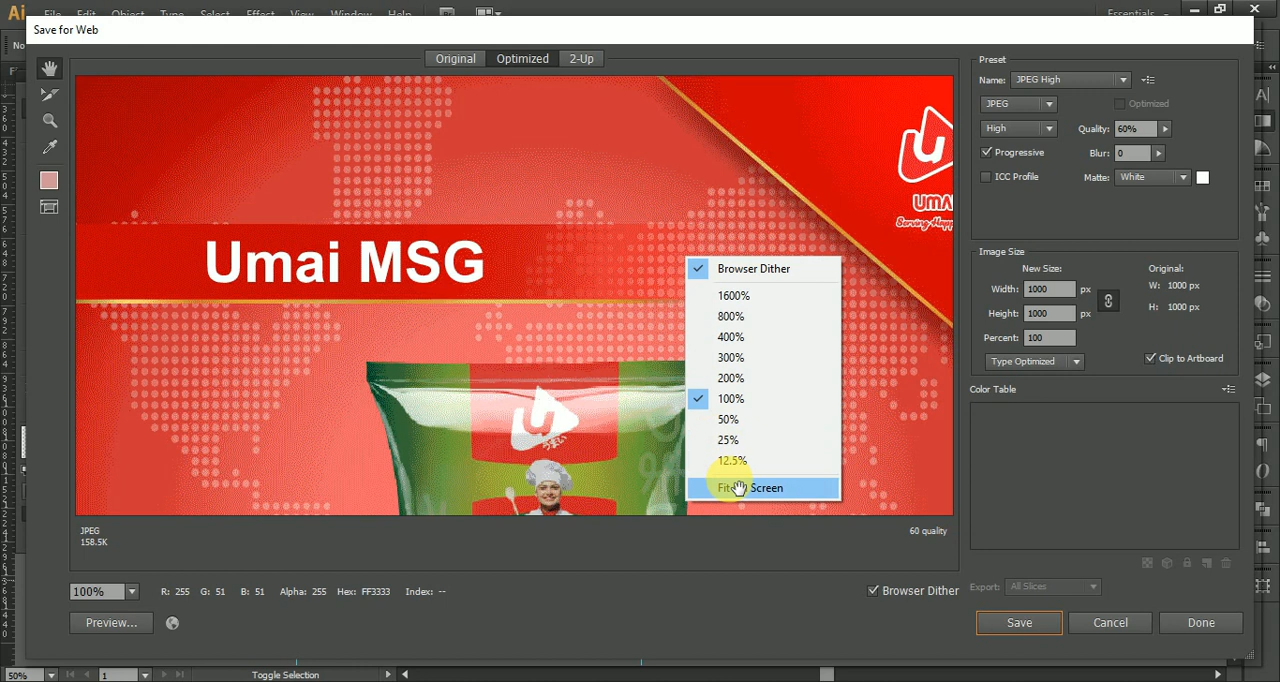 Ai File Edit Object Type Select Effect View Window Help Br Essentials
Save for Web
No
Original Optimized 2-Up
Preset
Name: JPEG High
JPEG Optimized
High Quality: 60%
Progressive Blur: 0
ICC Profile Matte: White
Image Size
New Size: Original:
Width: 1000 px W: 1000 px
Height: 1000 px H: 1000 px
Percent: 100
Type Optimized Clip to Artboard
Color Table
UMAI
Umai MSG
Browser Dither
1600%
800%
400%
300%
200%
100%
50%
25%
12.5%
Screen
JPEG
158.5K
60 quality
100% R: 255 G: 51 B: 51 Alpha: 255 Hex: FF3333 Index: -- Browser Dither
Export: All Slices
Preview... Save Cancel Done
50% 1 Toggle Selection